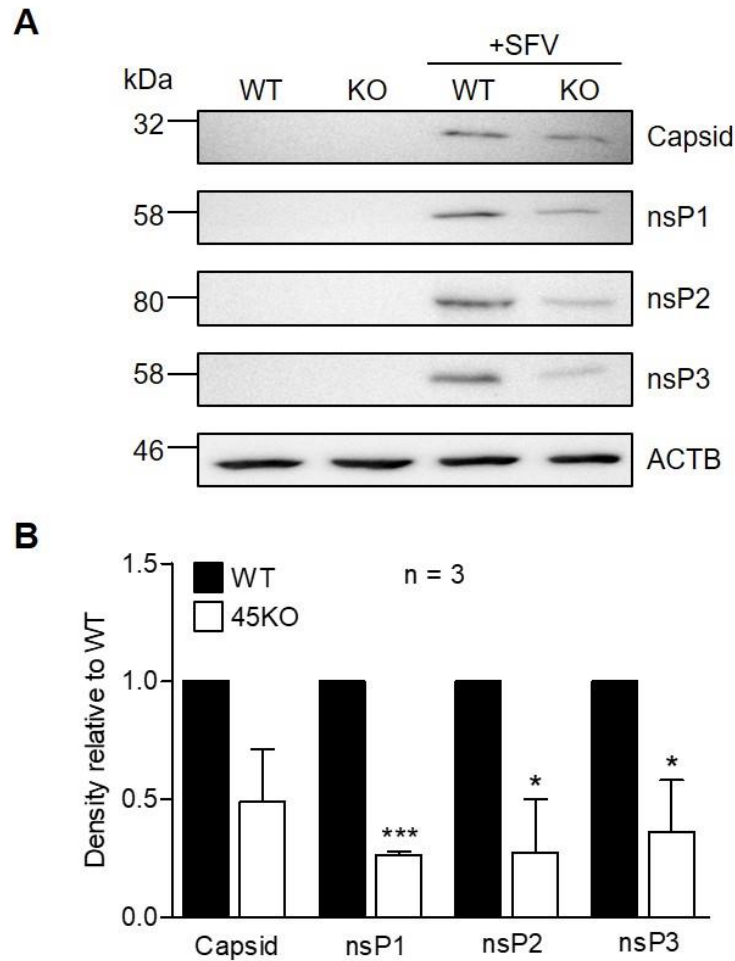 A
+SFV
kDa WT KO WT KO
32 Capsid
58 nsP1
80 nsP2
58 nsP3
46 ACTB
B
1.5
WT n = 3
45KO
1.0
Density relative to WT
0.5
*** * *
0.0
Capsid nsP1 nsP2 nsP3